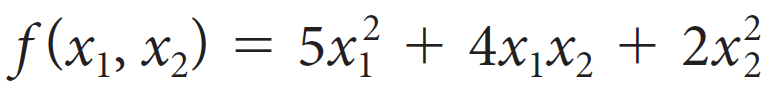 f(x₁, x₂) = 5x₁² + 4x₁x₂ + 2x₂²